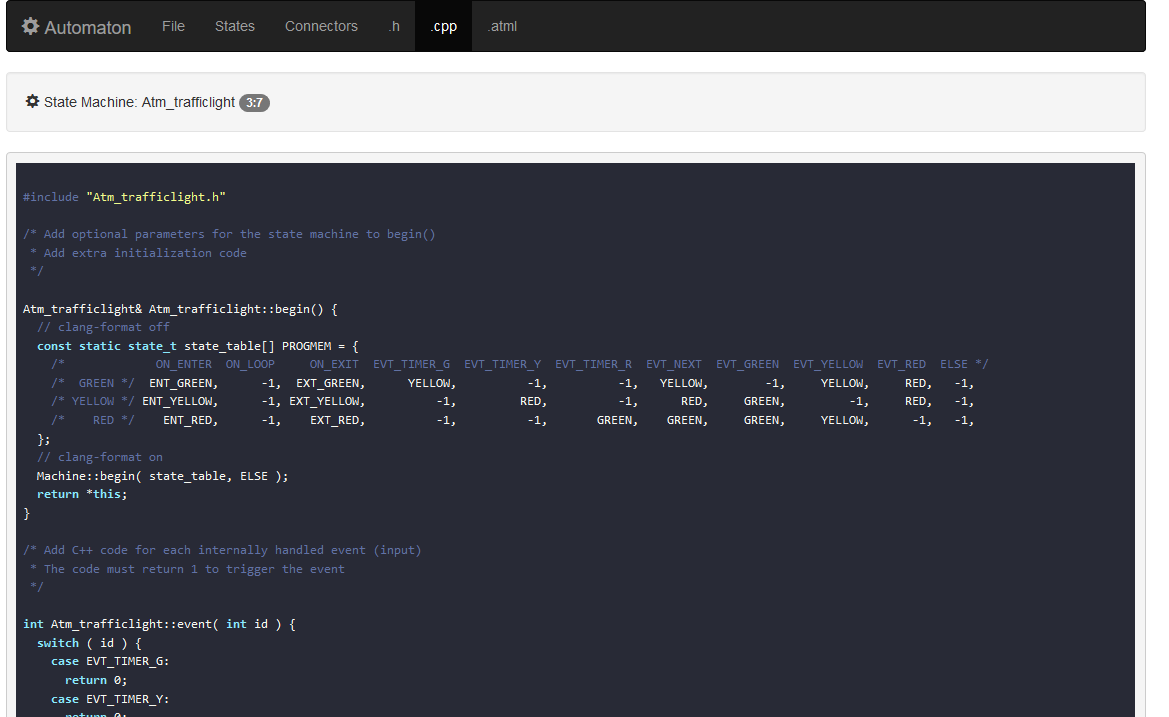 Automaton File States Connectors .h .cpp .atml
State Machine: Atm_trafficlight 3:7
#include "Atm_trafficlight.h"
/* Add optional parameters for the state machine to begin()
 * Add extra initialization code
 */
Atm_trafficlight& Atm_trafficlight::begin() {
  // clang-format off
  const static state_t state_table[] PROGMEM = {
    /*             ON_ENTER  ON_LOOP     ON_EXIT  EVT_TIMER_G  EVT_TIMER_Y  EVT_TIMER_R  EVT_NEXT  EVT_GREEN  EVT_YELLOW  EVT_RED  ELSE */
    /*  GREEN */  ENT_GREEN,      -1,  EXT_GREEN,      YELLOW,          -1,          -1,   YELLOW,        -1,     YELLOW,     RED,   -1,
    /* YELLOW */ ENT_YELLOW,      -1, EXT_YELLOW,          -1,         RED,          -1,      RED,     GREEN,         -1,     RED,   -1,
    /*    RED */    ENT_RED,      -1,    EXT_RED,          -1,          -1,       GREEN,    GREEN,     GREEN,     YELLOW,      -1,  -1,
  };
  // clang-format on
  Machine::begin( state_table, ELSE );
  return *this;
}
/* Add C++ code for each internally handled event (input)
 * The code must return 1 to trigger the event
 */
int Atm_trafficlight::event( int id ) {
  switch ( id ) {
    case EVT_TIMER_G:
      return 0;
    case EVT_TIMER_Y:
      return 0;